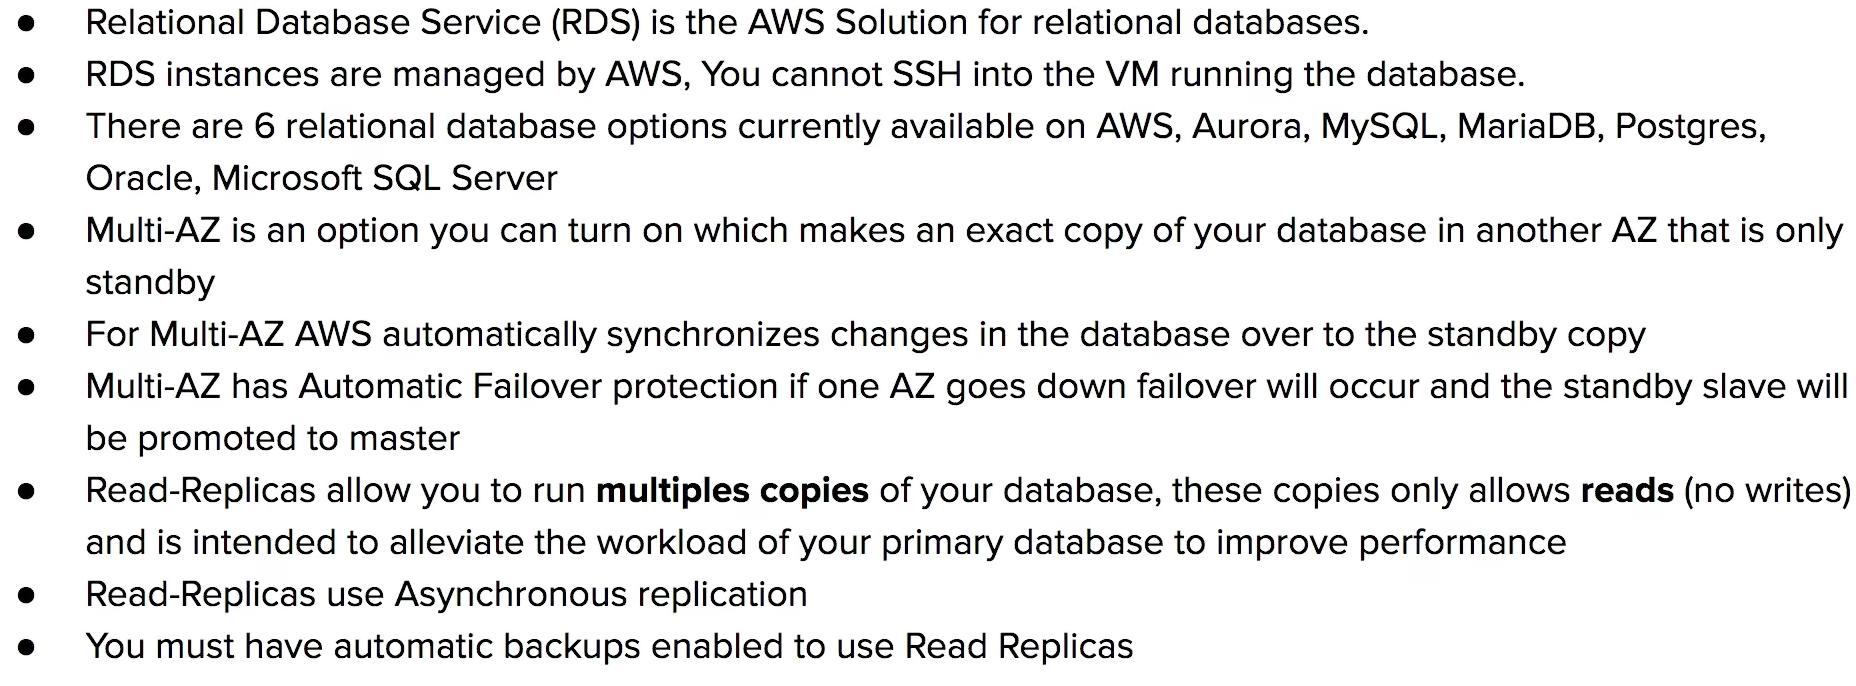 ● Relational Database Service (RDS) is the AWS Solution for relational databases.
● RDS instances are managed by AWS, You cannot SSH into the VM running the database.
● There are 6 relational database options currently available on AWS, Aurora, MySQL, MariaDB, Postgres,
Oracle, Microsoft SQL Server
● Multi-AZ is an option you can turn on which makes an exact copy of your database in another AZ that is only
standby
● For Multi-AZ AWS automatically synchronizes changes in the database over to the standby copy
● Multi-AZ has Automatic Failover protection if one AZ goes down failover will occur and the standby slave will
be promoted to master
● Read-Replicas allow you to run multiples copies of your database, these copies only allows reads (no writes)
and is intended to alleviate the workload of your primary database to improve performance
● Read-Replicas use Asynchronous replication
● You must have automatic backups enabled to use Read Replicas